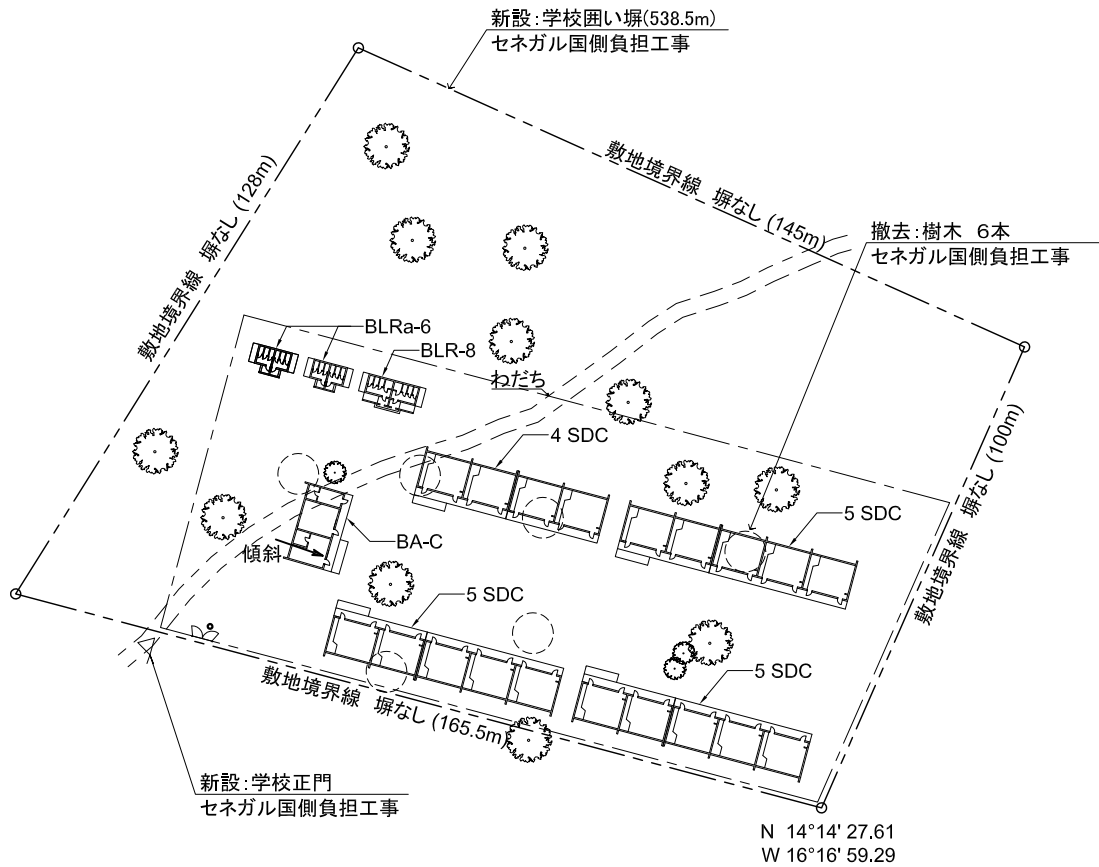 新設:学校囲い塀(538.5m)
セネガル国側負担工事
敷地境界線 塀なし (128m)
敷地境界線 塀なし (145m)
撤去:樹木 6本
セネガル国側負担工事
BLRa-6
BLR-8
わだち
4 SDC
5 SDC
BA-C
傾斜
敷地境界線 塀なし (100m)
5 SDC
5 SDC
敷地境界線 塀なし (165.5m)
新設:学校正門
セネガル国側負担工事
N 14°14' 27.61
W 16°16' 59.29